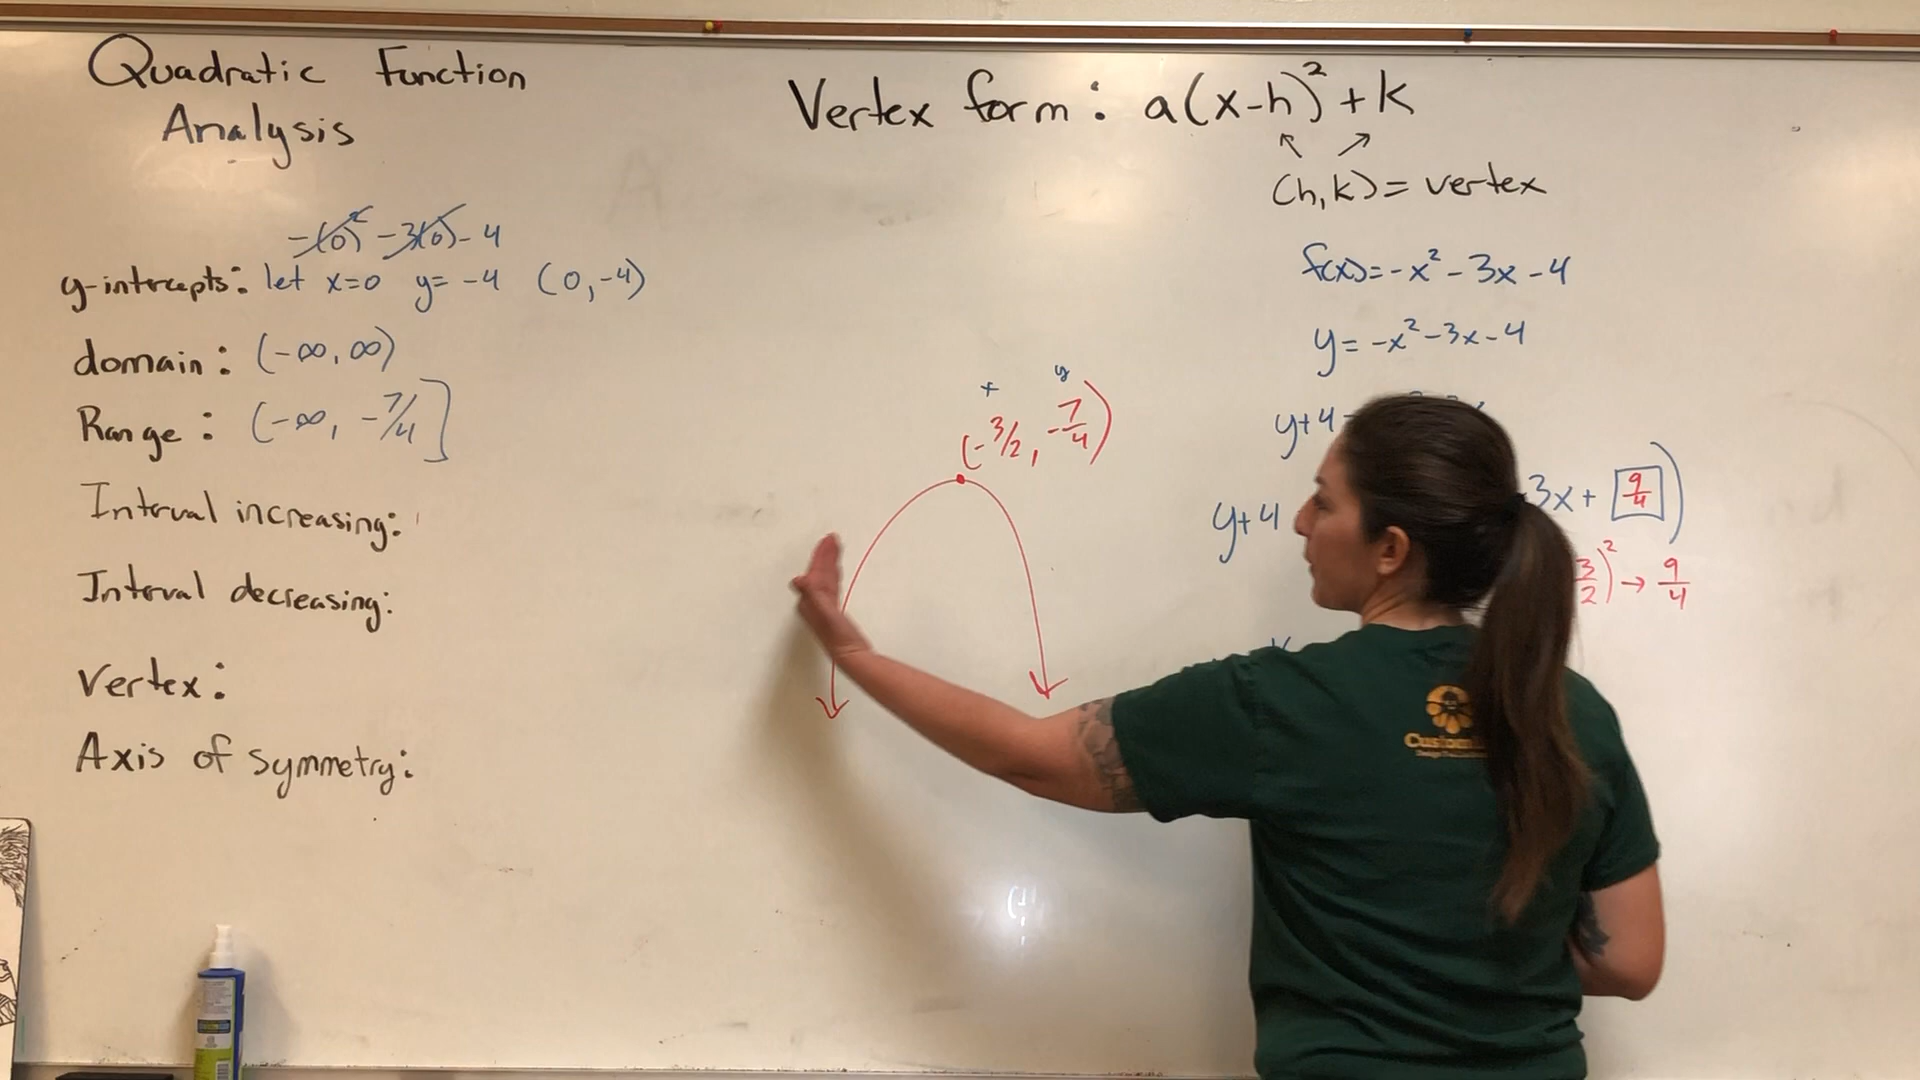 Quadratic Function
Analysis
-(0)² -3(0) - 4
y-intercepts: let x=0 y= -4 (0,-4)
domain: (-∞, ∞)
Range: (-∞, -7/4]
Interval increasing:
Interval decreasing:
Vertex:
Axis of symmetry:
x y
(-3/2, -7/4)
Vertex form: a(x-h)²+k
(h,k)= vertex
f(x)= -x² - 3x - 4
y= -x² - 3x - 4
y+4
y+4 3x + 9/4)
3/2)² → 9/4